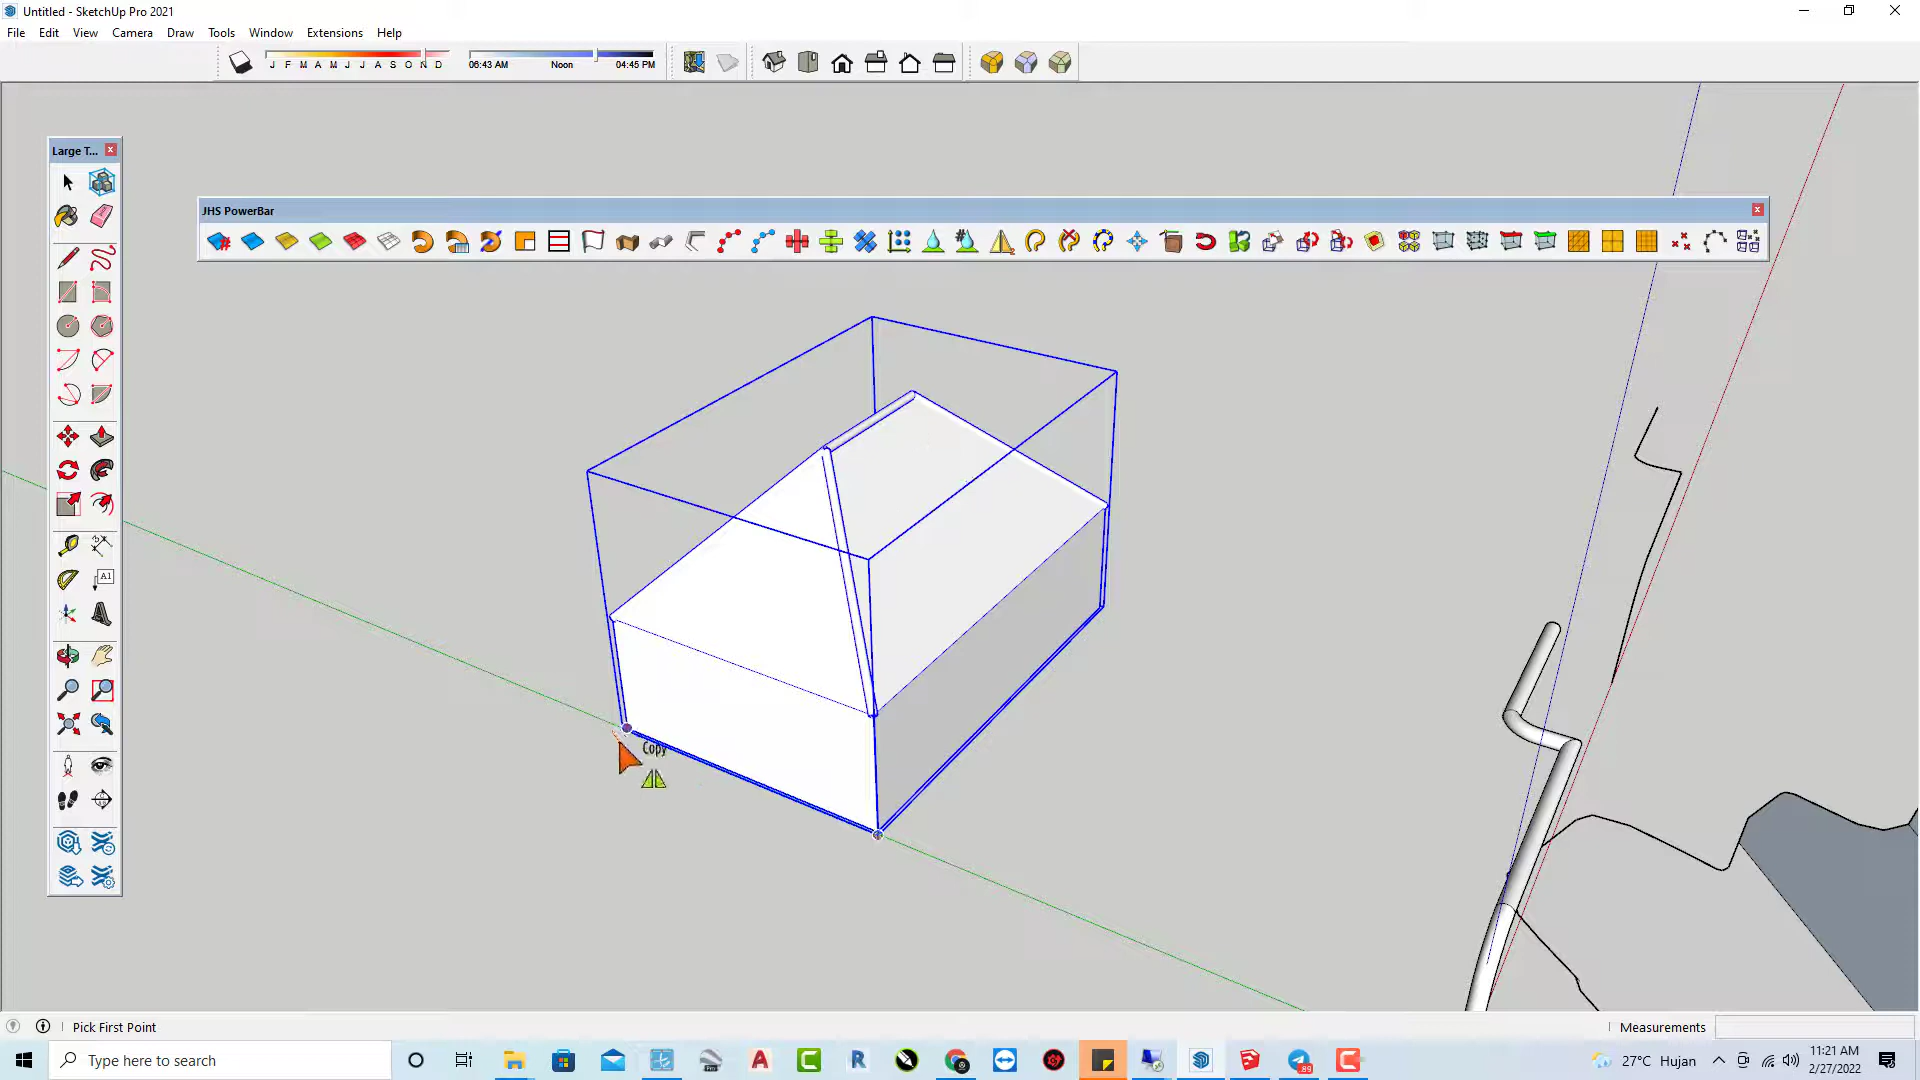 Untitled - SketchUp Pro 2021
File Edit View Camera Draw Tools Window Extensions Help
J F M A M J J A S O N D
06:43 AM Noon 04:45 PM
Large T...
JHS PowerBar
A1
Copy
Pick First Point
Measurements
Type here to search
27°C Hujan
11:21 AM
2/27/2022